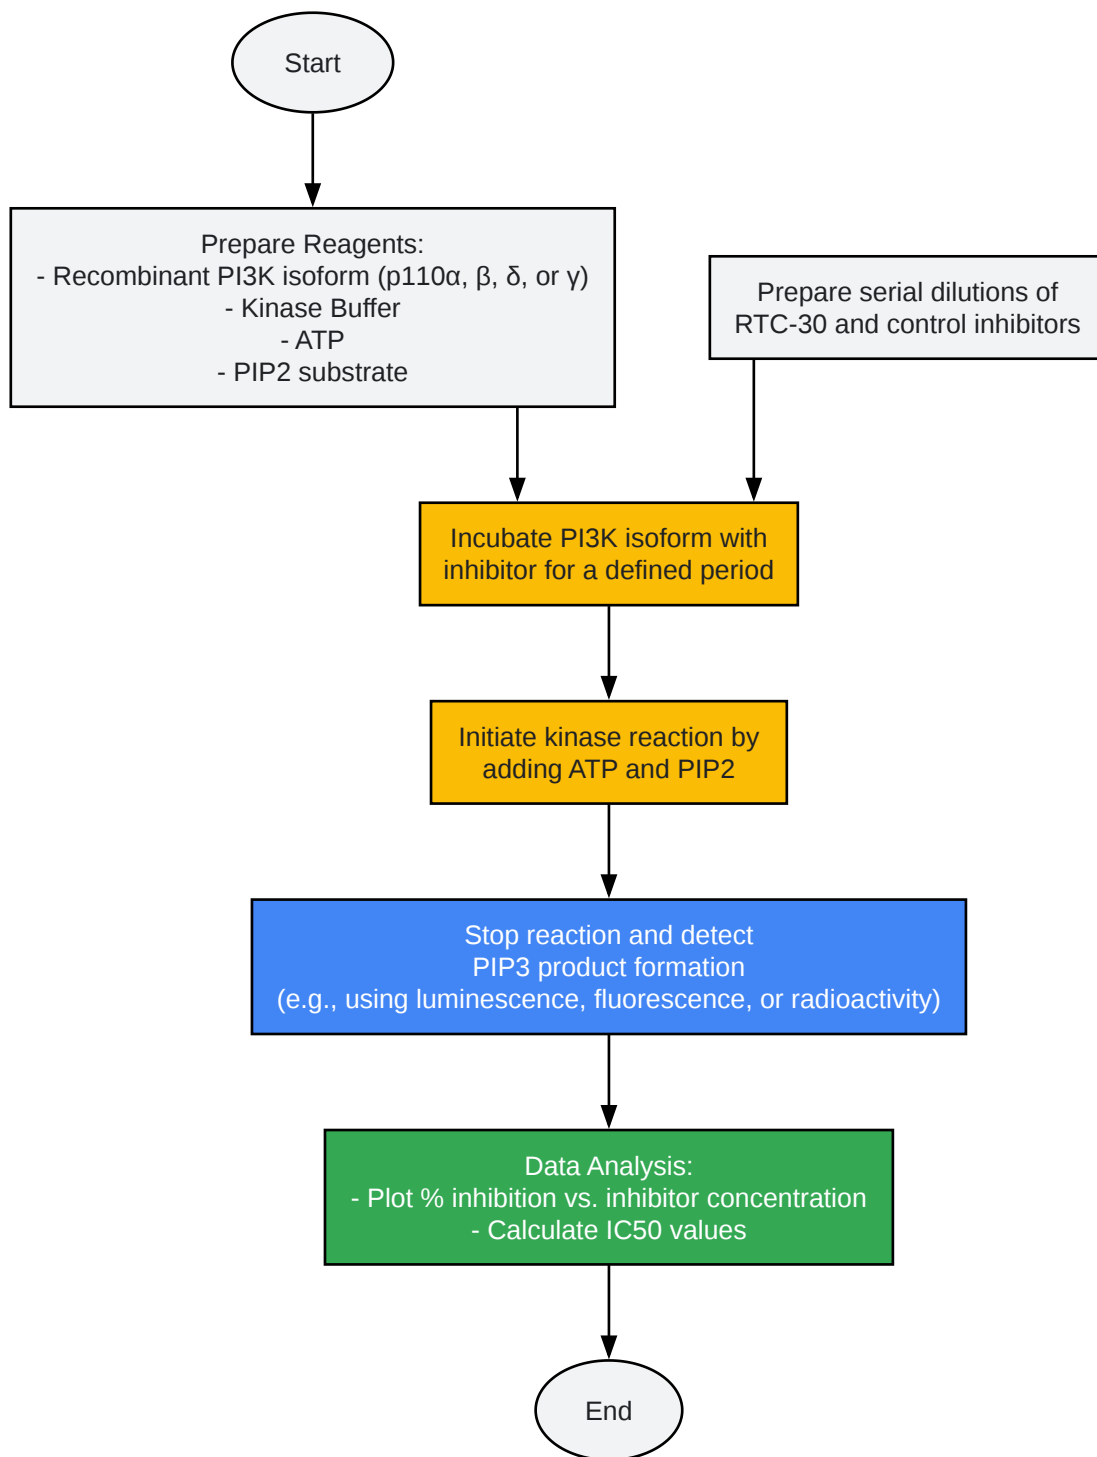 Start
Prepare Reagents:
- Recombinant PI3K isoform (p110α, β, δ, or γ)
- Kinase Buffer
- ATP
- PIP2 substrate
Prepare serial dilutions of
RTC-30 and control inhibitors
Incubate PI3K isoform with
inhibitor for a defined period
Initiate kinase reaction by
adding ATP and PIP2
Stop reaction and detect
PIP3 product formation
(e.g., using luminescence, fluorescence, or radioactivity)
Data Analysis:
- Plot % inhibition vs. inhibitor concentration
- Calculate IC50 values
End